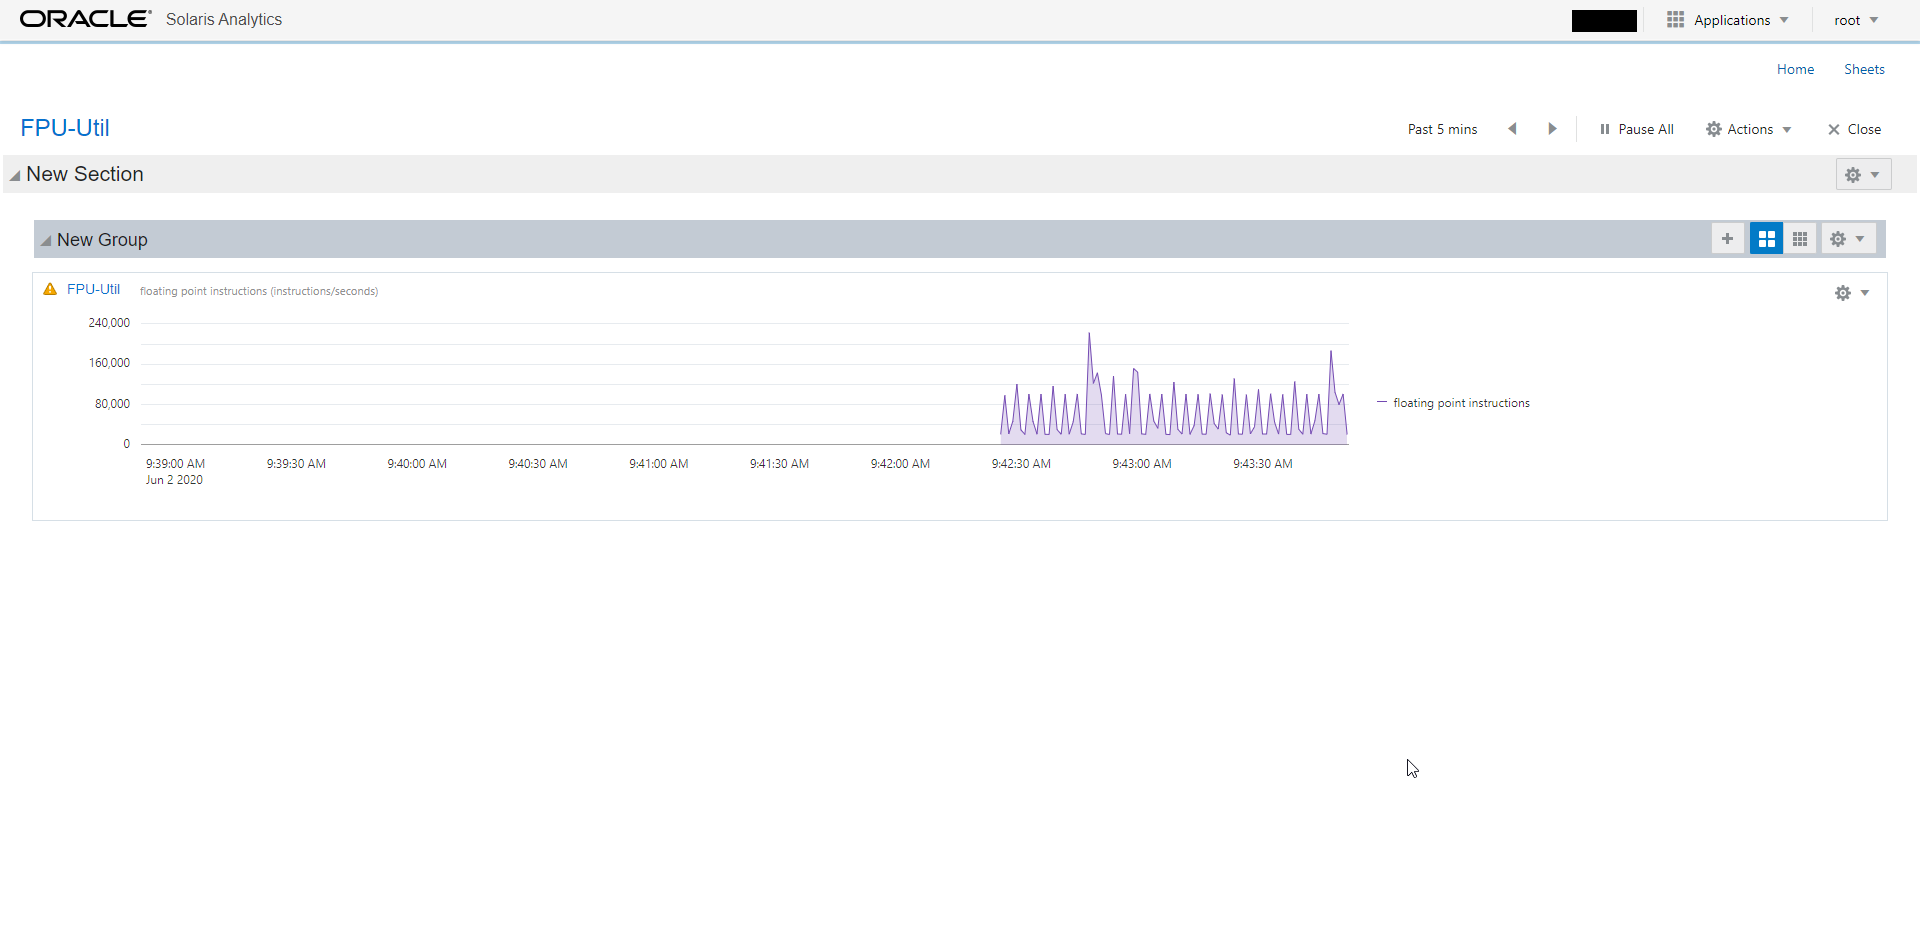 ORACLE® Solaris Analytics Applications root
Home Sheets
FPU-Util Past 5 mins Pause All Actions Close
New Section
New Group
FPU-Util floating point instructions (instructions/seconds)
240,000
160,000
80,000
0
floating point instructions
9:39:00 AM 9:39:30 AM 9:40:00 AM 9:40:30 AM 9:41:00 AM 9:41:30 AM 9:42:00 AM 9:42:30 AM 9:43:00 AM 9:43:30 AM
Jun 2 2020